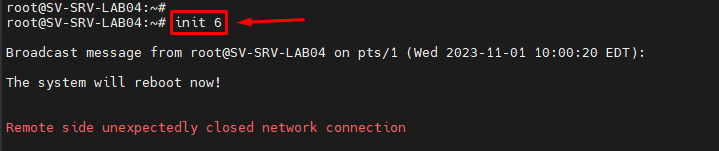 root@SV-SRV-LAB04:~#
root@SV-SRV-LAB04:~# init 6
Broadcast message from root@SV-SRV-LAB04 on pts/1 (Wed 2023-11-01 10:00:20 EDT):
The system will reboot now!
Remote side unexpectedly closed network connection